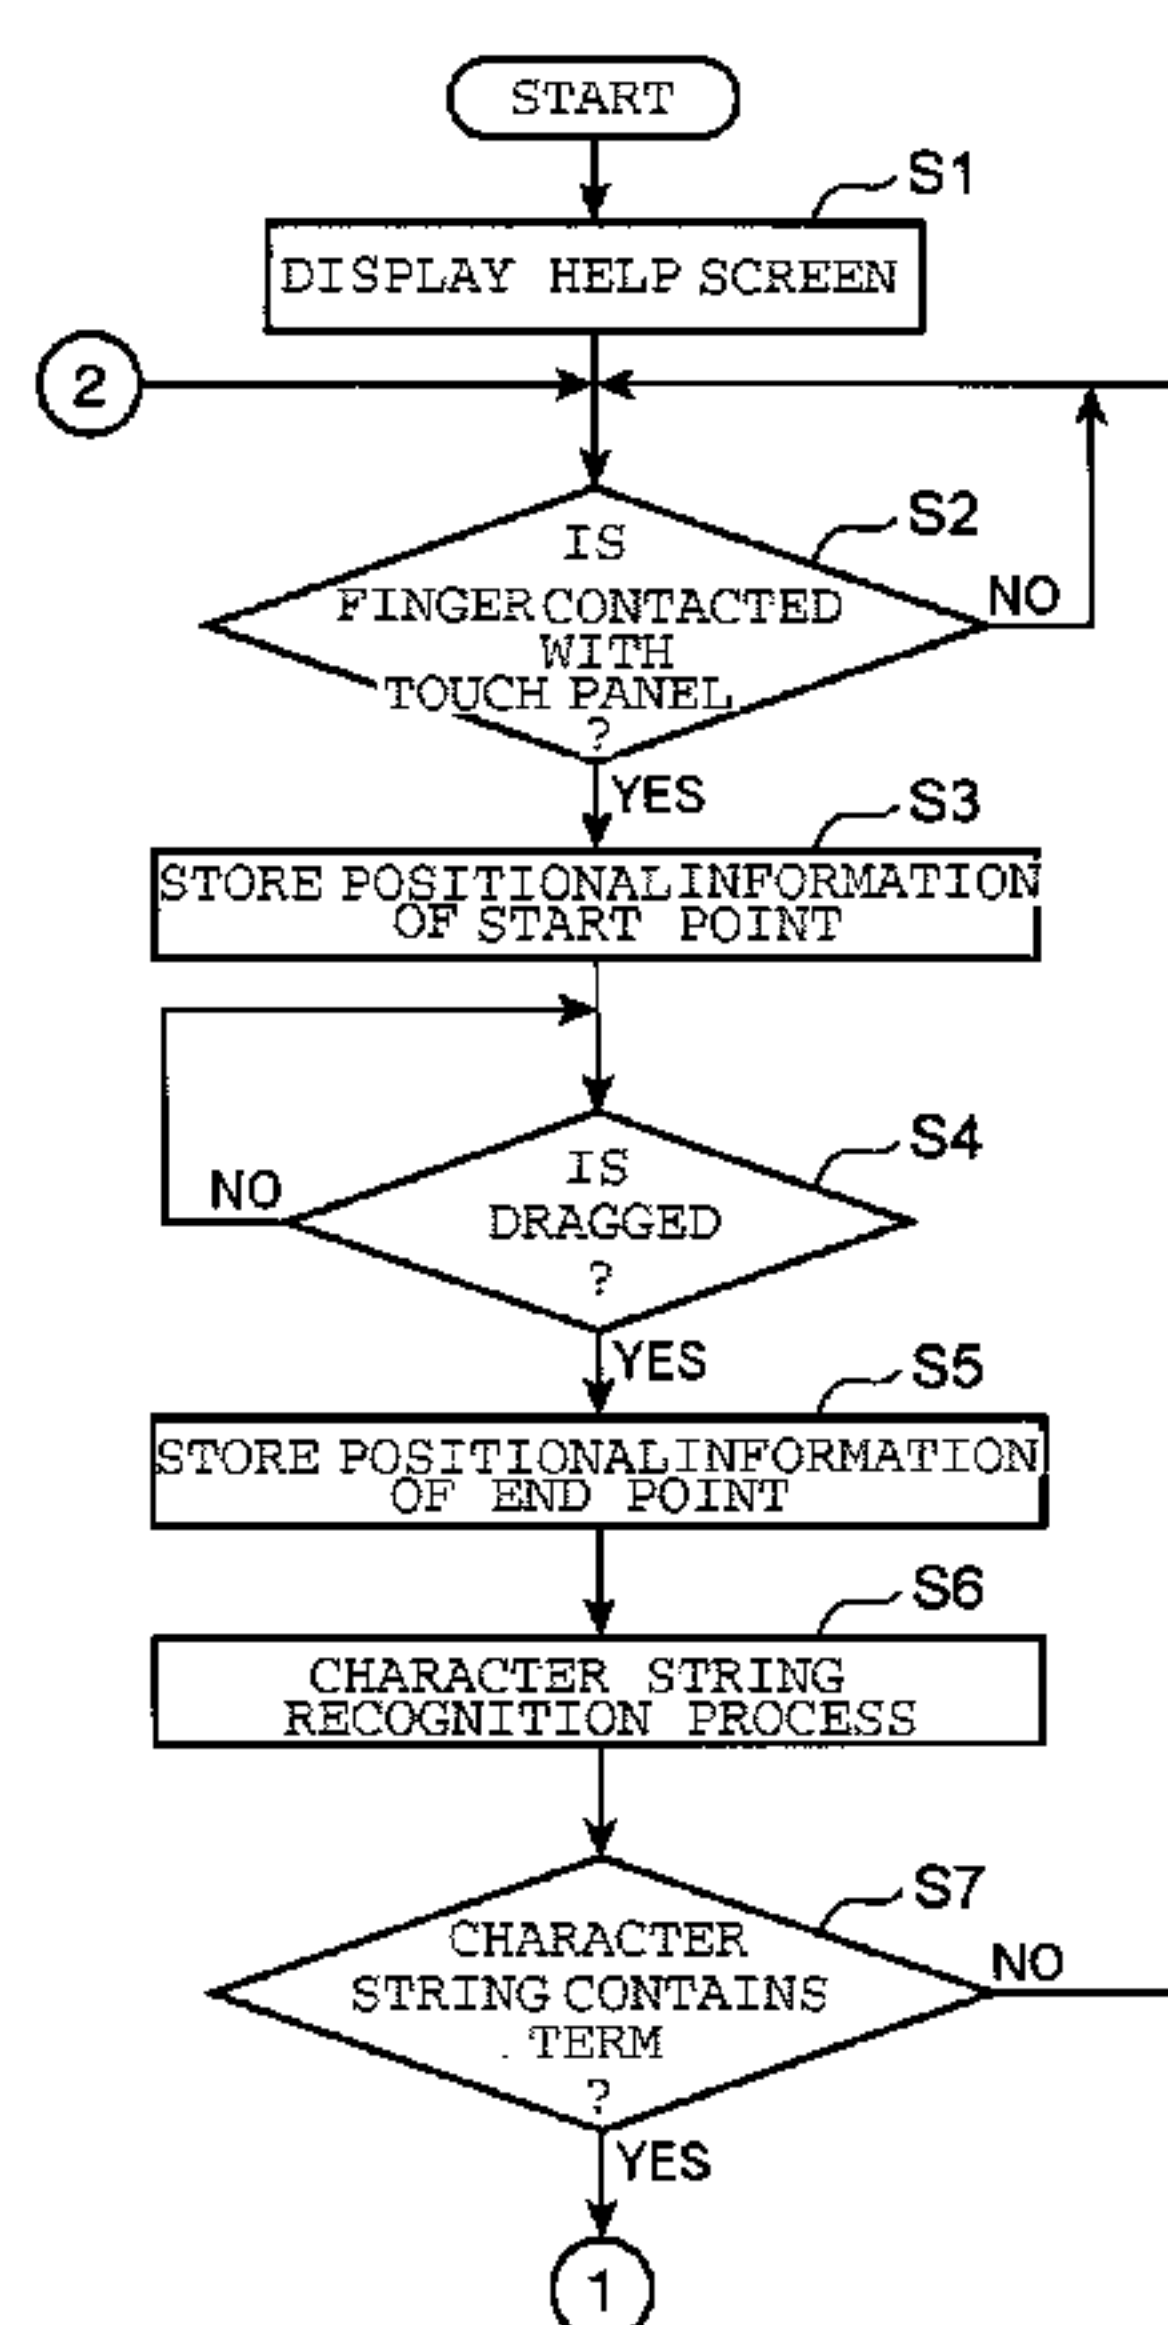 START
S1
DISPLAY HELP SCREEN
2
S2
IS
FINGER CONTACTED
WITH
TOUCH PANEL
?
NO
YES
S3
STORE POSITIONAL INFORMATION
OF START POINT
S4
IS
DRAGGED
?
NO
YES
S5
STORE POSITIONAL INFORMATION
OF END POINT
S6
CHARACTER STRING
RECOGNITION PROCESS
S7
CHARACTER
STRING CONTAINS
TERM
?
NO
YES
1